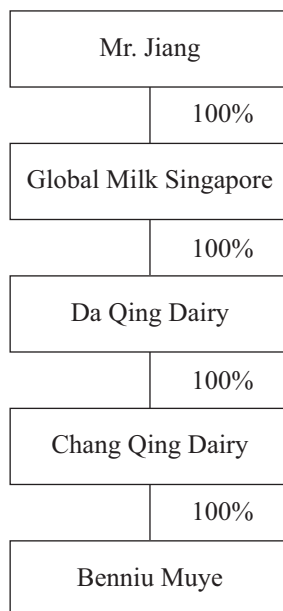 Mr. Jiang
100%
Global Milk Singapore
100%
Da Qing Dairy
100%
Chang Qing Dairy
100%
Benniu Muye